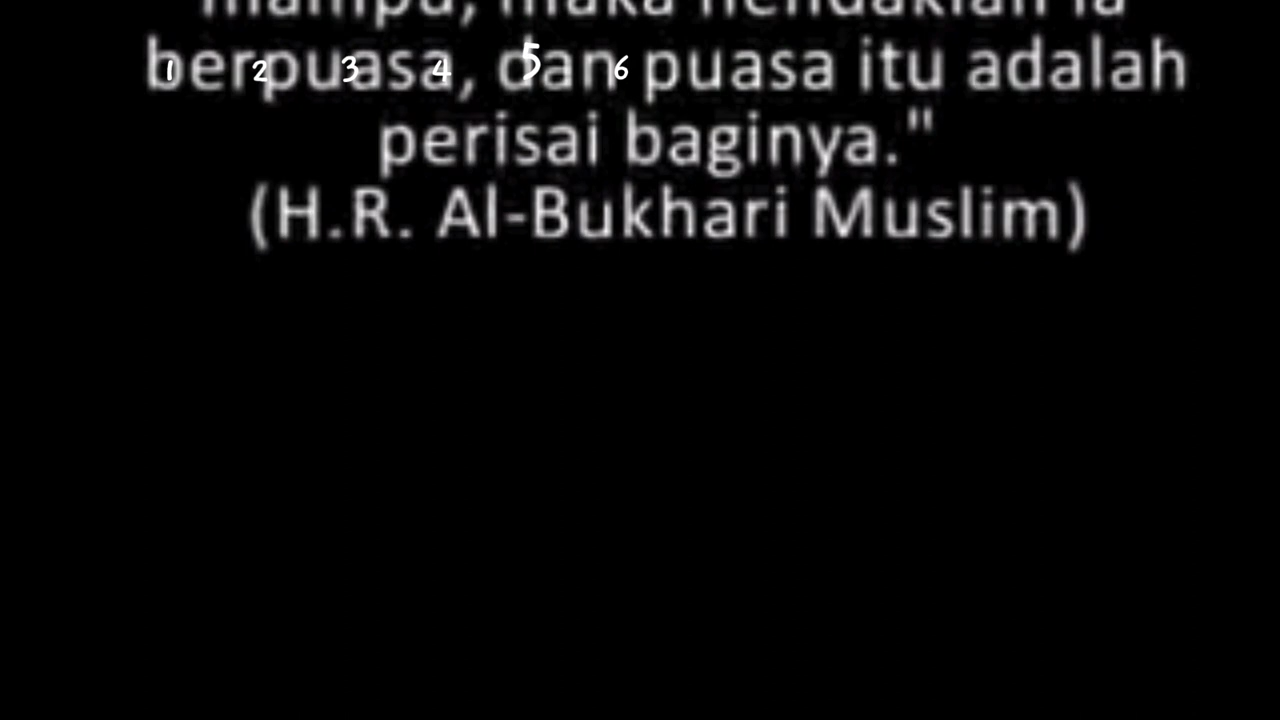 mampu, maka hendaklah ia
berpuasa, dan puasa itu adalah
perisai baginya."
(H.R. Al-Bukhari Muslim)
1 2 3 4 5 6